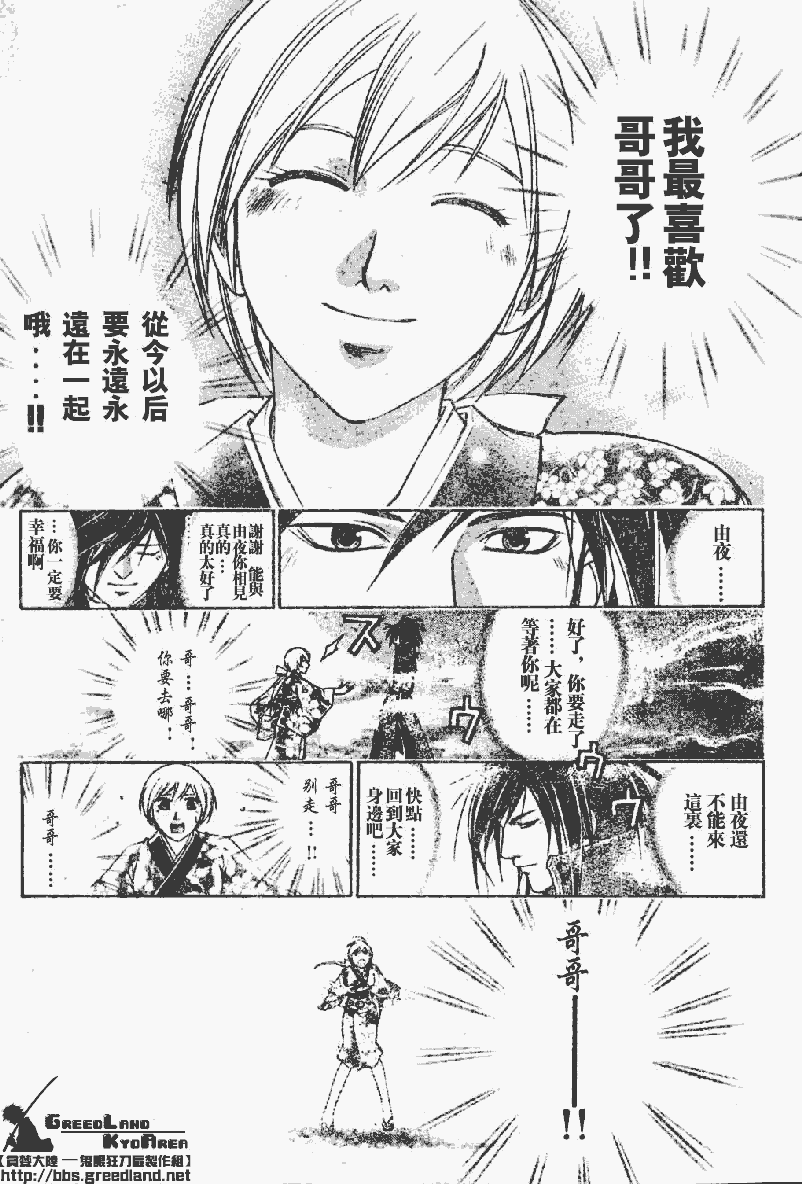 我最喜歡
哥哥了!!
從今以后
要永遠永
遠在一起
哦....!!
由夜……
謝謝 能與
由夜你相見
真的…
真的太好了
…你一定要
幸福啊
好了，你要走了
……大家都在
等著你呢……
ス
ウ
ウ
ウ
哥…哥哥！
你要去哪！
由夜還
不能來
這裏……
快點……
回到大家
身邊吧……
哥哥
別走…!!
哥哥……
哥哥——!!
GREEDLAND
KYOAREA
【貪婪大陸—鬼眼狂刀區製作組】
http://bbs.greedland.net